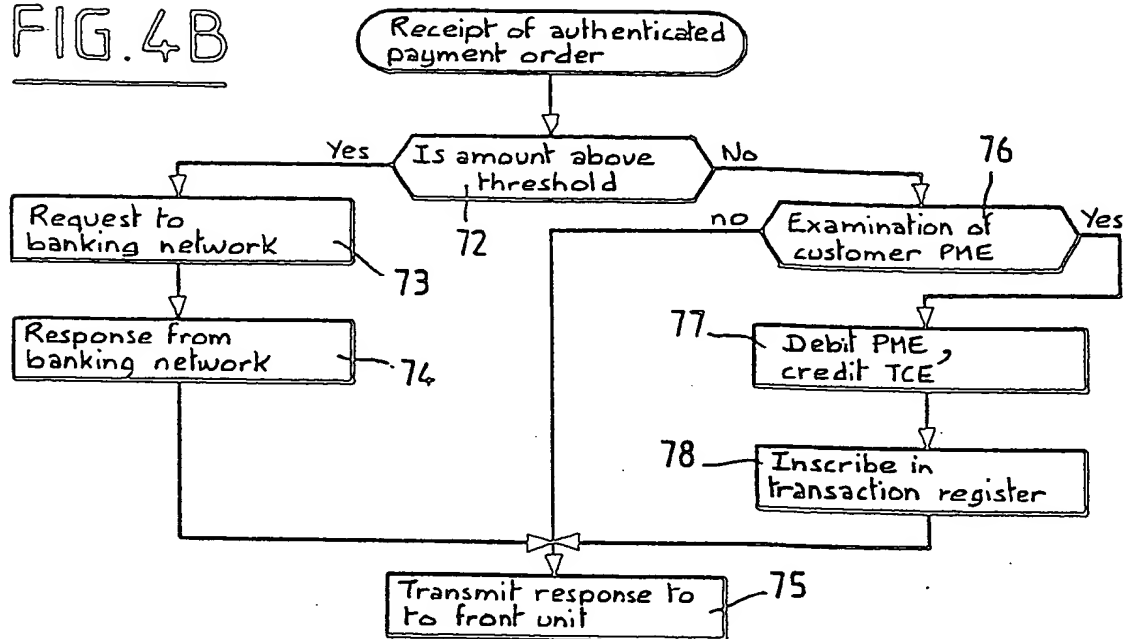 FIG.4B
Receipt of authenticated
payment order
Yes
Is amount above
threshold
No
72
76
Request to
banking network
73
no
Examination of
customer PME
Yes
Response from
banking network
74
77
Debit PME,
credit TCE
78
Inscribe in
transaction register
Transmit response to
to front unit
75